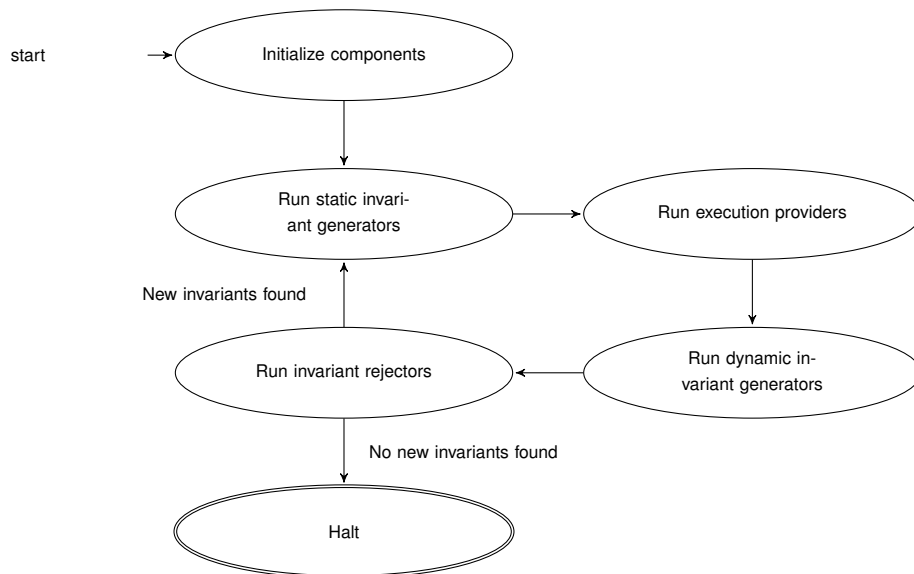 start
Initialize components
Run static invari-
ant generators
Run execution providers
New invariants found
Run invariant rejectors
Run dynamic in-
variant generators
No new invariants found
Halt